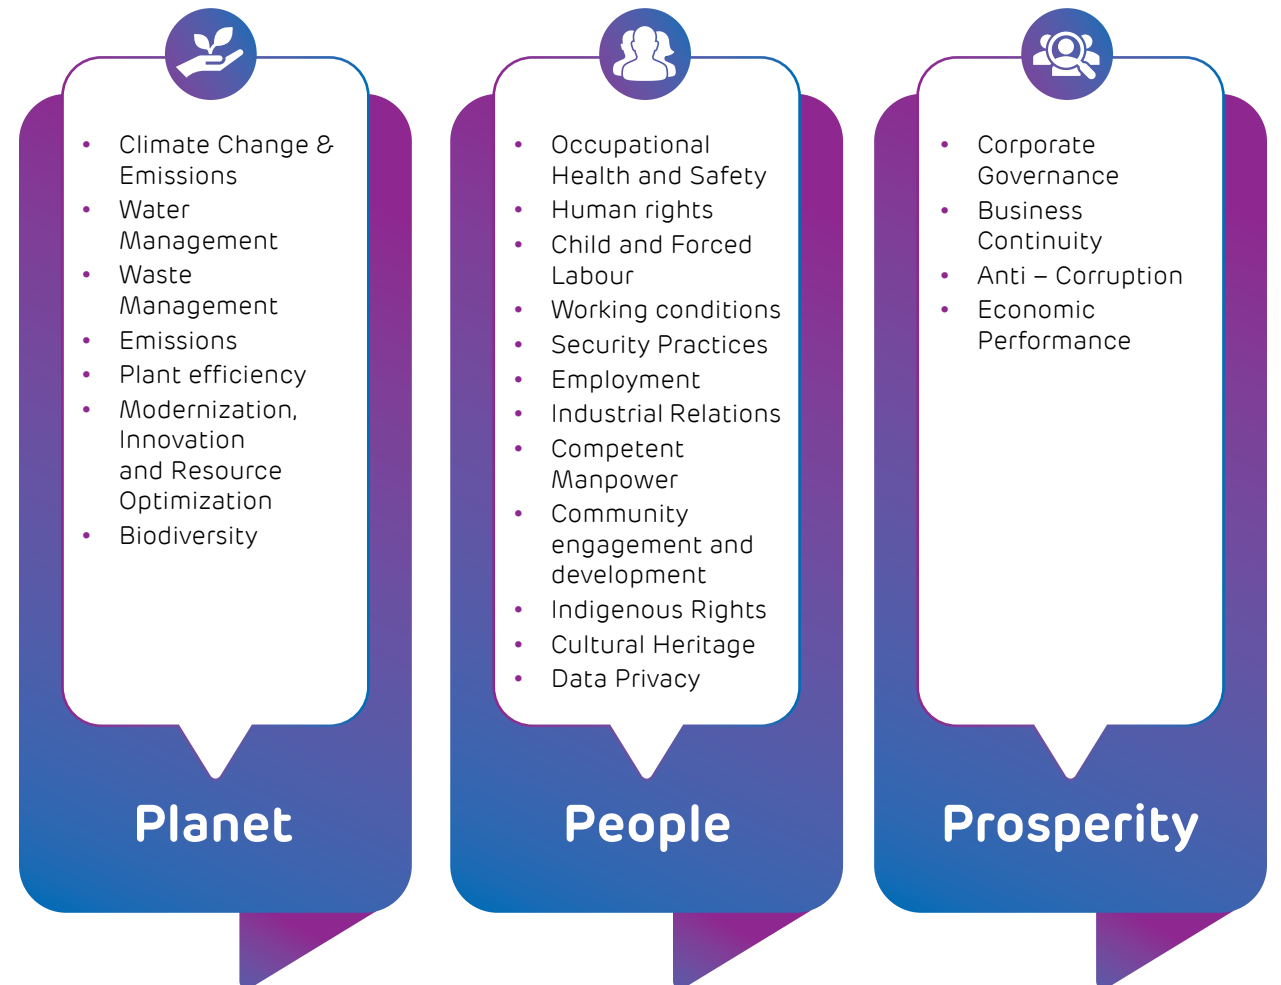 • Climate Change &
Emissions
• Water
Management
• Waste
Management
• Emissions
• Plant efficiency
• Modernization,
Innovation
and Resource
Optimization
• Biodiversity
Planet
• Occupational
Health and Safety
• Human rights
• Child and Forced
Labour
• Working conditions
• Security Practices
• Employment
• Industrial Relations
• Competent
Manpower
• Community
engagement and
development
• Indigenous Rights
• Cultural Heritage
• Data Privacy
People
• Corporate
Governance
• Business
Continuity
• Anti – Corruption
• Economic
Performance
Prosperity